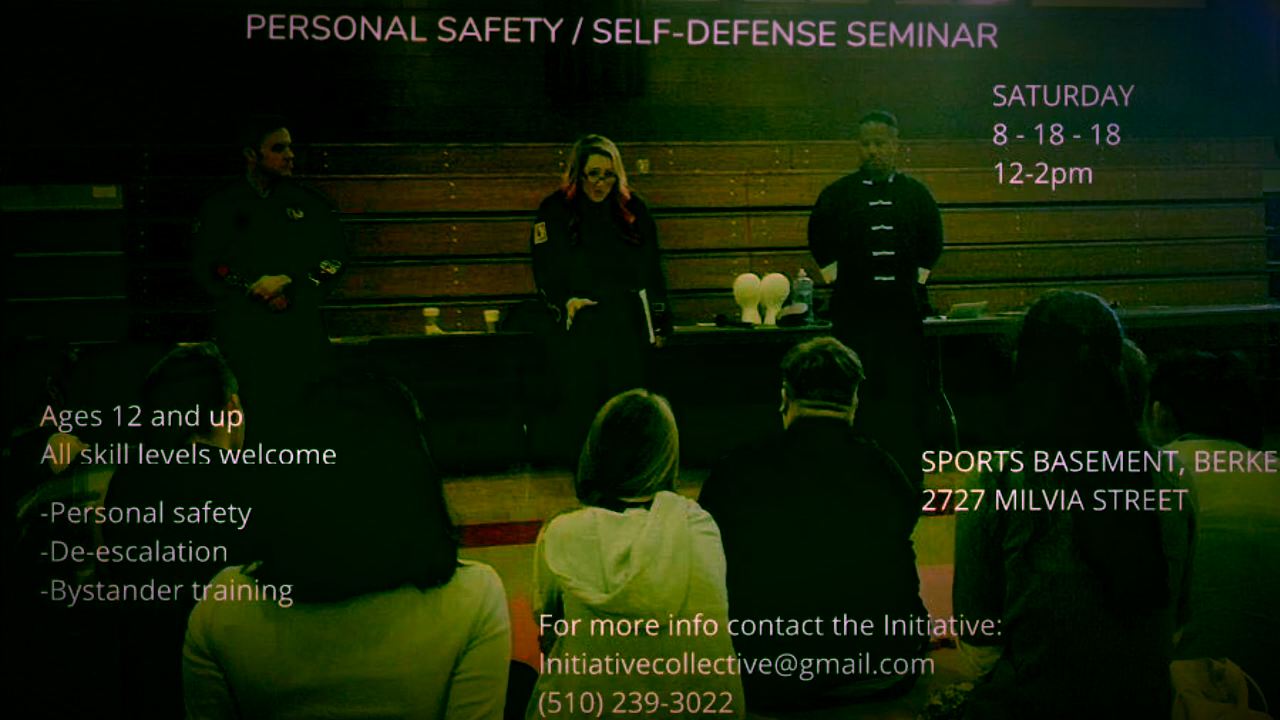 PERSONAL SAFETY / SELF-DEFENSE SEMINAR
SATURDAY
8 - 18 - 18
12-2pm
Ages 12 and up
All skill levels welcome
-Personal safety
-De-escalation
-Bystander training
SPORTS BASEMENT, BERKE
2727 MILVIA STREET
For more info contact the Initiative:
Initiativecollective@gmail.com
(510) 239-3022